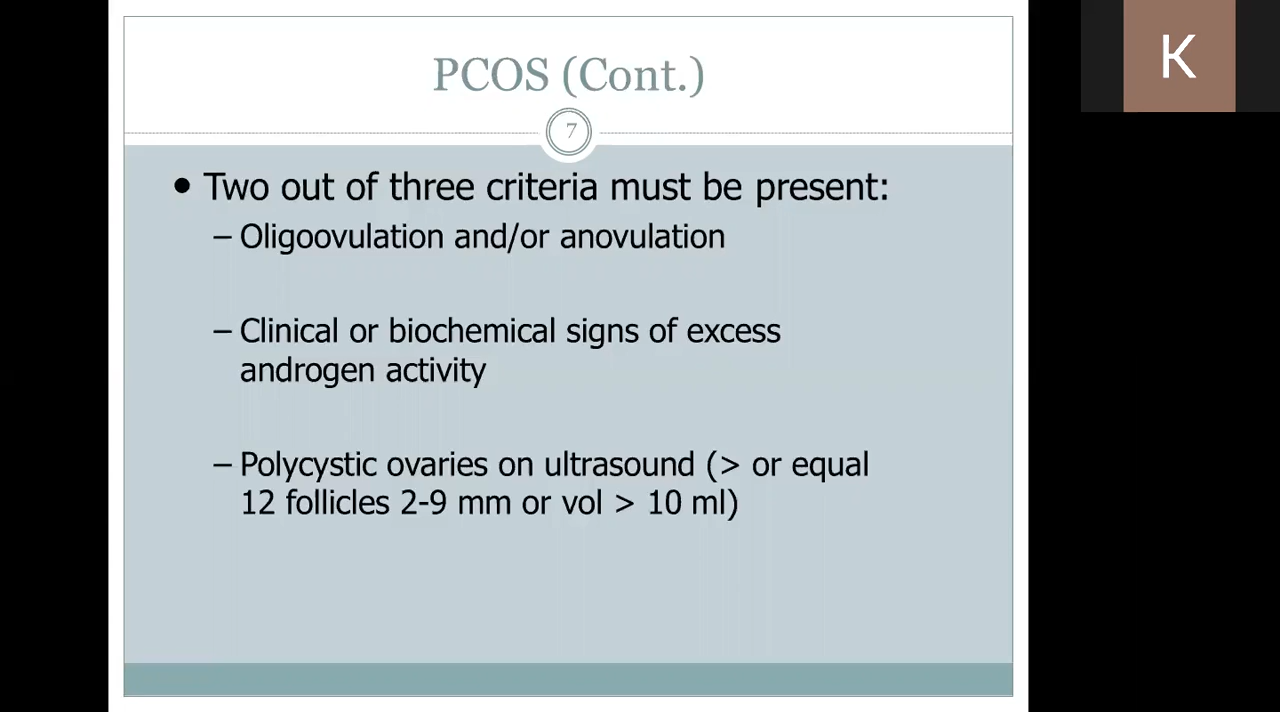 PCOS (Cont.)
7
• Two out of three criteria must be present:
– Oligoovulation and/or anovulation
– Clinical or biochemical signs of excess
androgen activity
– Polycystic ovaries on ultrasound (> or equal
12 follicles 2-9 mm or vol > 10 ml)
K